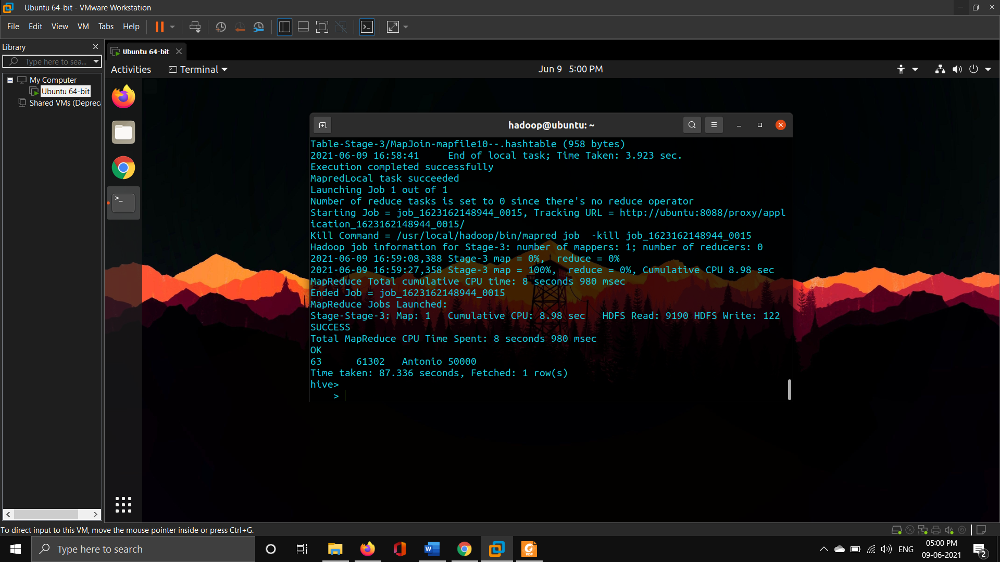 Ubuntu 64-bit - VMware Workstation
File Edit View VM Tabs Help
Library
Type here to sea...
My Computer
Ubuntu 64-bit
Shared VMs (Depreca
Ubuntu 64-bit
Activities Terminal Jun 9 5:00 PM
hadoop@ubuntu: ~
Table-Stage-3/MapJoin-mapfile10--.hashtable (958 bytes)
2021-06-09 16:58:41 End of local task; Time Taken: 3.923 sec.
Execution completed successfully
MapredLocal task succeeded
Launching Job 1 out of 1
Number of reduce tasks is set to 0 since there's no reduce operator
Starting Job = job_1623162148944_0015, Tracking URL = http://ubuntu:8088/proxy/appl
ication_1623162148944_0015/
Kill Command = /usr/local/hadoop/bin/mapred job -kill job_1623162148944_0015
Hadoop job information for Stage-3: number of mappers: 1; number of reducers: 0
2021-06-09 16:59:08,388 Stage-3 map = 0%, reduce = 0%
2021-06-09 16:59:27,358 Stage-3 map = 100%, reduce = 0%, Cumulative CPU 8.98 sec
MapReduce Total cumulative CPU time: 8 seconds 980 msec
Ended Job = job_1623162148944_0015
MapReduce Jobs Launched:
Stage-Stage-3: Map: 1 Cumulative CPU: 8.98 sec HDFS Read: 9190 HDFS Write: 122
SUCCESS
Total MapReduce CPU Time Spent: 8 seconds 980 msec
OK
63 61302 Antonio 50000
Time taken: 87.336 seconds, Fetched: 1 row(s)
hive>
>
To direct input to this VM, move the mouse pointer inside or press Ctrl+G.
Type here to search
W
PDF
ENG
05:00 PM
09-06-2021
2